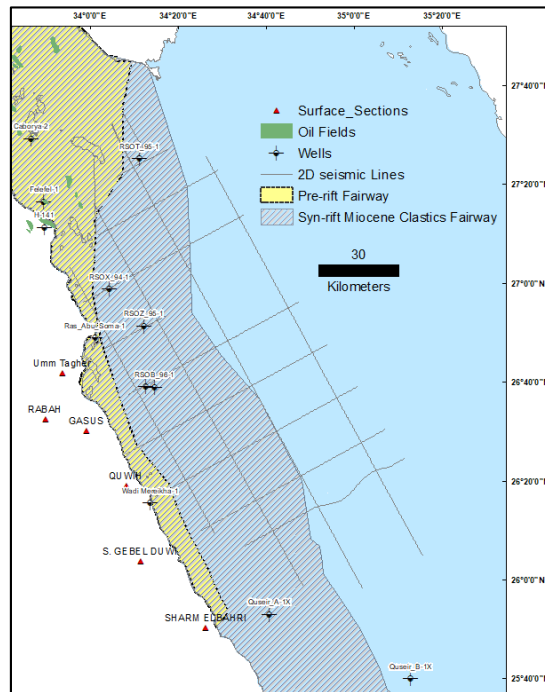 34°0'0"E 34°20'0"E 34°40'0"E 35°0'0"E 35°20'0"E
27°40'0"N
27°20'0"N
27°0'0"N
26°40'0"N
26°20'0"N
26°0'0"N
25°40'0"N
Surface_Sections
Oil Fields
Wells
2D seismic Lines
Pre-rift Fairway
Syn-rift Miocene Clastics Fairway
30
Kilometers
Caborya-2
RSOT-95-1
Felefel-1
H-141
RSOX-94-1
RSOZ-95-1
Ras_Abu_Soma-1
Umm Tagher
RSOB-96-1
RABAH
GASUS
QUWIH
Wadi Mereikha-1
S. GEBEL DUWI
Quseir_A-1X
SHARM ELBAHRI
Quseir_B-1X